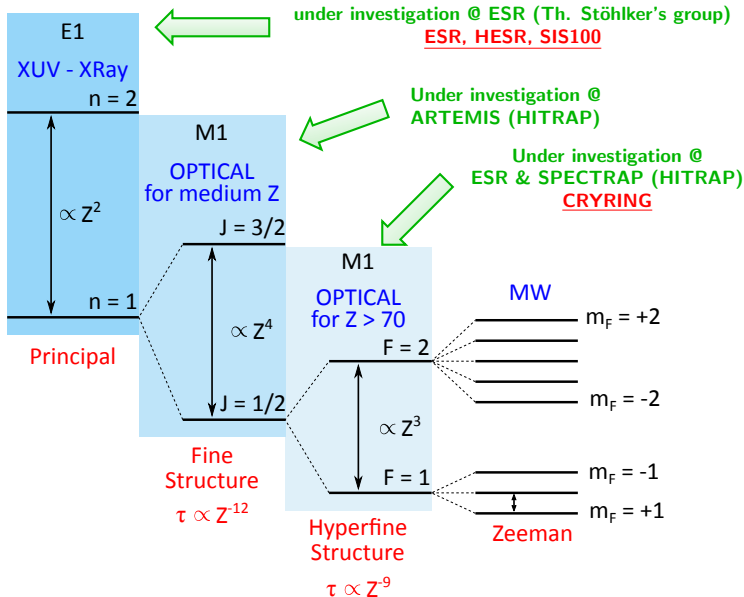 E1
XUV - XRay
n = 2
∝ Z²
n = 1
Principal
under investigation @ ESR (Th. Stöhlker's group)
ESR, HESR, SIS100
M1
OPTICAL
for medium Z
J = 3/2
∝ Z⁴
J = 1/2
Fine
Structure
τ ∝ Z⁻¹²
Under investigation @
ARTEMIS (HITRAP)
M1
OPTICAL
for Z > 70
F = 2
∝ Z³
F = 1
Hyperfine
Structure
τ ∝ Z⁻⁹
Under investigation @
ESR & SPECTRAP (HITRAP)
CRYRING
MW
m_F = +2
m_F = -2
m_F = -1
m_F = +1
Zeeman